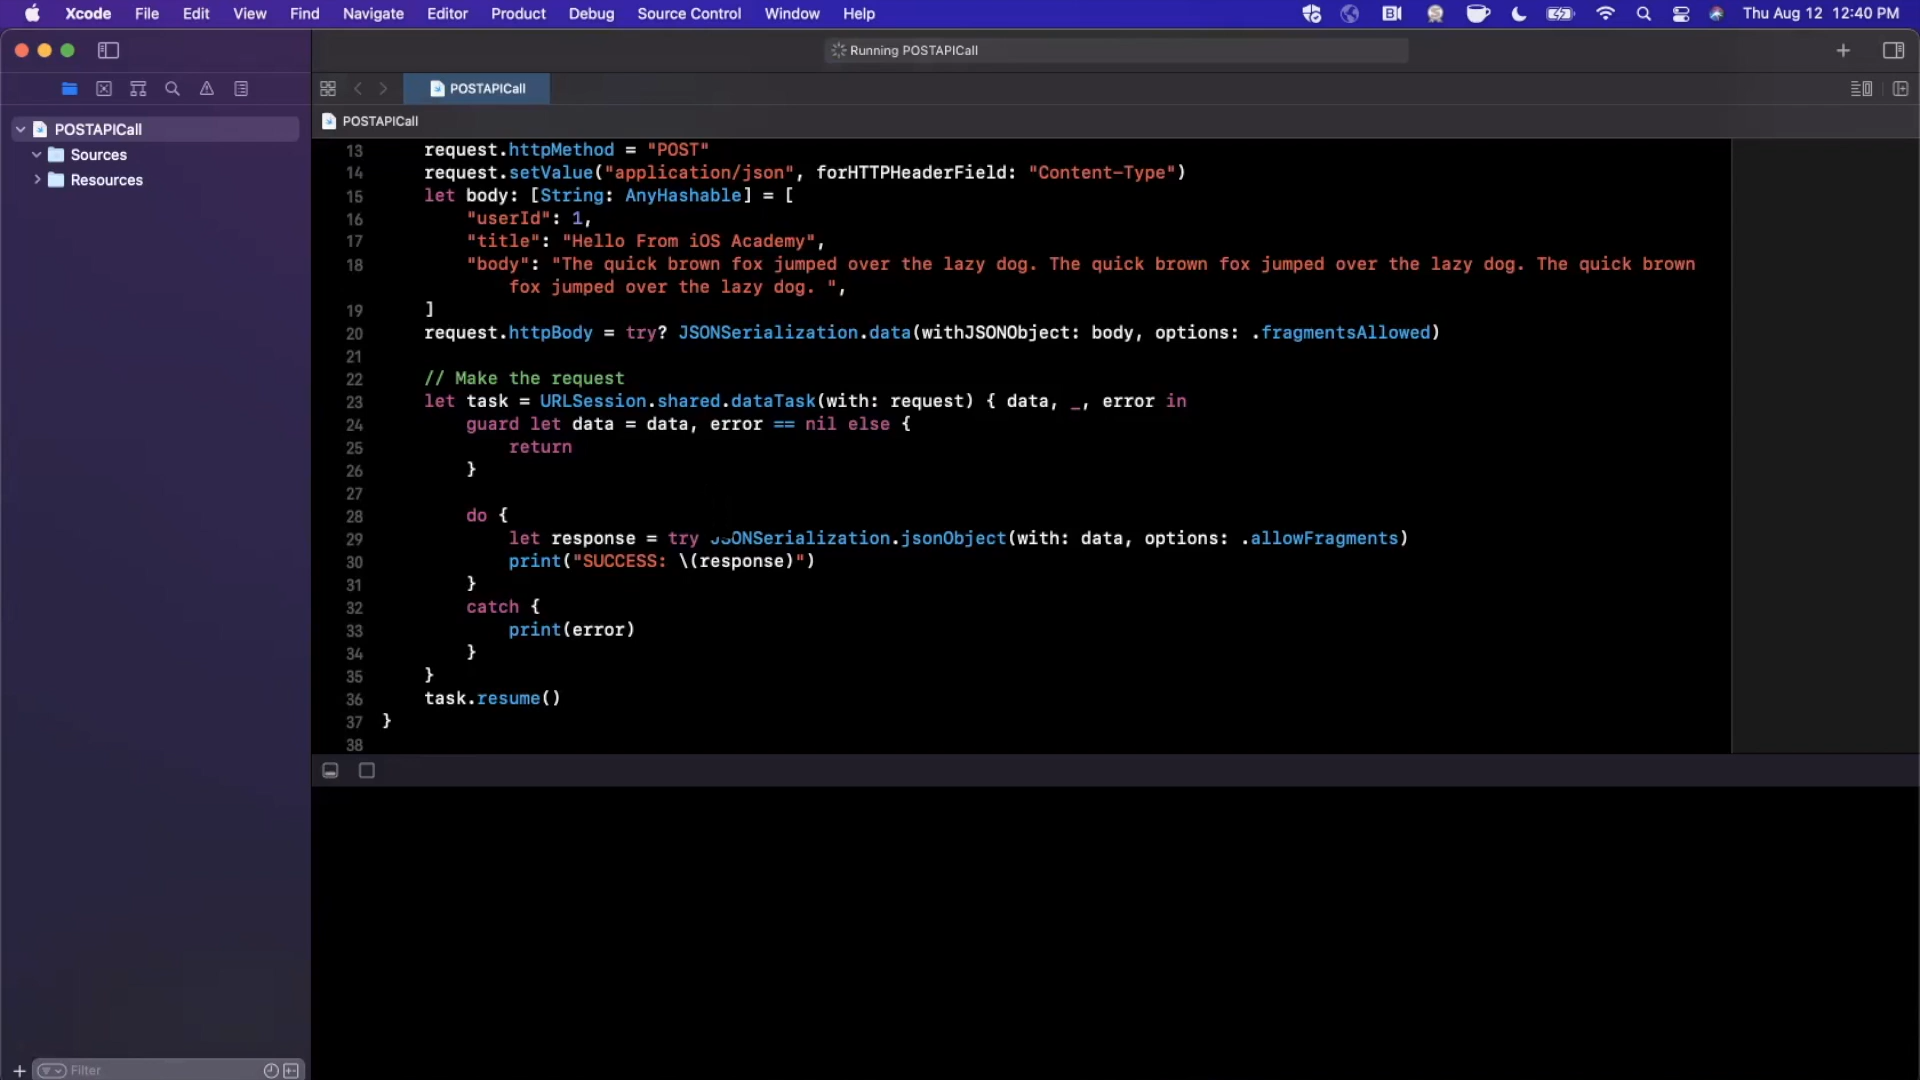 Xcode File Edit View Find Navigate Editor Product Debug Source Control Window Help Thu Aug 12 12:40 PM
Running POSTAPICall
POSTAPICall
POSTAPICall
POSTAPICall
Sources
Resources
13 request.httpMethod = "POST"
14 request.setValue("application/json", forHTTPHeaderField: "Content-Type")
15 let body: [String: AnyHashable] = [
16 "userId": 1,
17 "title": "Hello From iOS Academy",
18 "body": "The quick brown fox jumped over the lazy dog. The quick brown fox jumped over the lazy dog. The quick brown
fox jumped over the lazy dog. ",
19 ]
20 request.httpBody = try? JSONSerialization.data(withJSONObject: body, options: .fragmentsAllowed)
21
22 // Make the request
23 let task = URLSession.shared.dataTask(with: request) { data, _, error in
24 guard let data = data, error == nil else {
25 return
26 }
27
28 do {
29 let response = try JSONSerialization.jsonObject(with: data, options: .allowFragments)
30 print("SUCCESS: \(response)")
31 }
32 catch {
33 print(error)
34 }
35 }
36 task.resume()
37 }
38
Filter